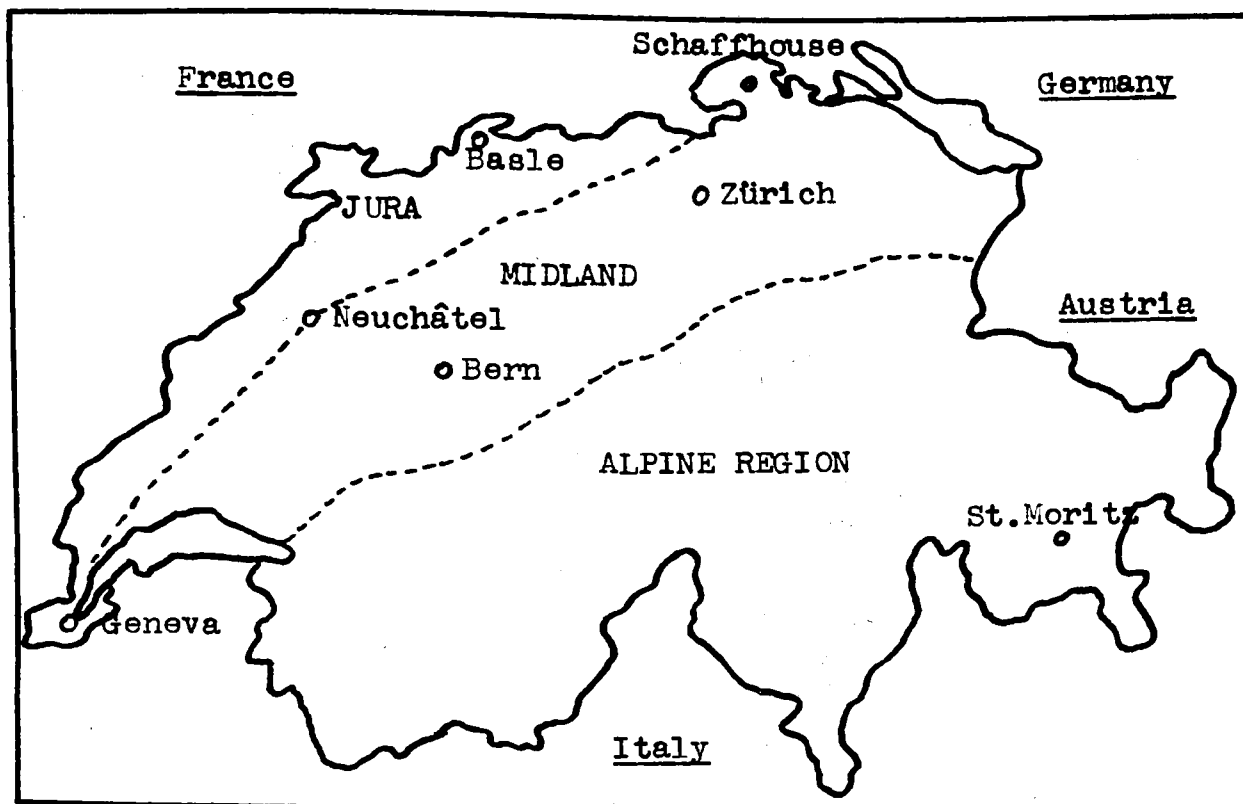 Schaffhouse
France
Germany
Basle
Zürich
JURA
MIDLAND
Neuchâtel
Austria
Bern
ALPINE REGION
St.Moritz
Geneva
Italy